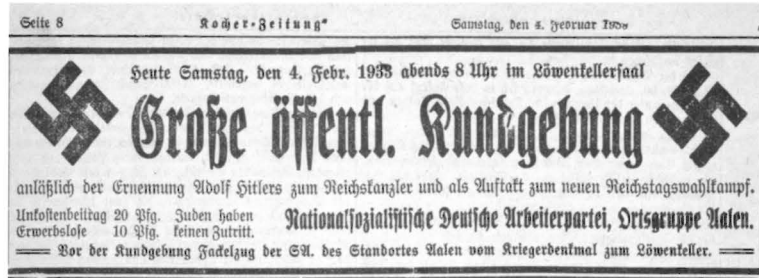 Seite 8 Kocher-Zeitung" Samstag, den 4. Februar
Heute Samstag, den 4. Febr. 1933 abends 8 Uhr im Löwenkellersaal
Große öffentl. Kundgebung
anläßlich der Ernennung Adolf Hitlers zum Reichskanzler und als Auftakt zum neuen Reichstagswahlkampf.
Unkostenbeitrag 20 Pfg. Juden haben
Erwerbslose 10 Pfg. keinen Zutritt.
Nationalsozialistische Deutsche Arbeiterpartei, Ortsgruppe Aalen.
Vor der Kundgebung Fackelzug der SA. des Standortes Aalen vom Kriegerdenkmal zum Löwenkeller.